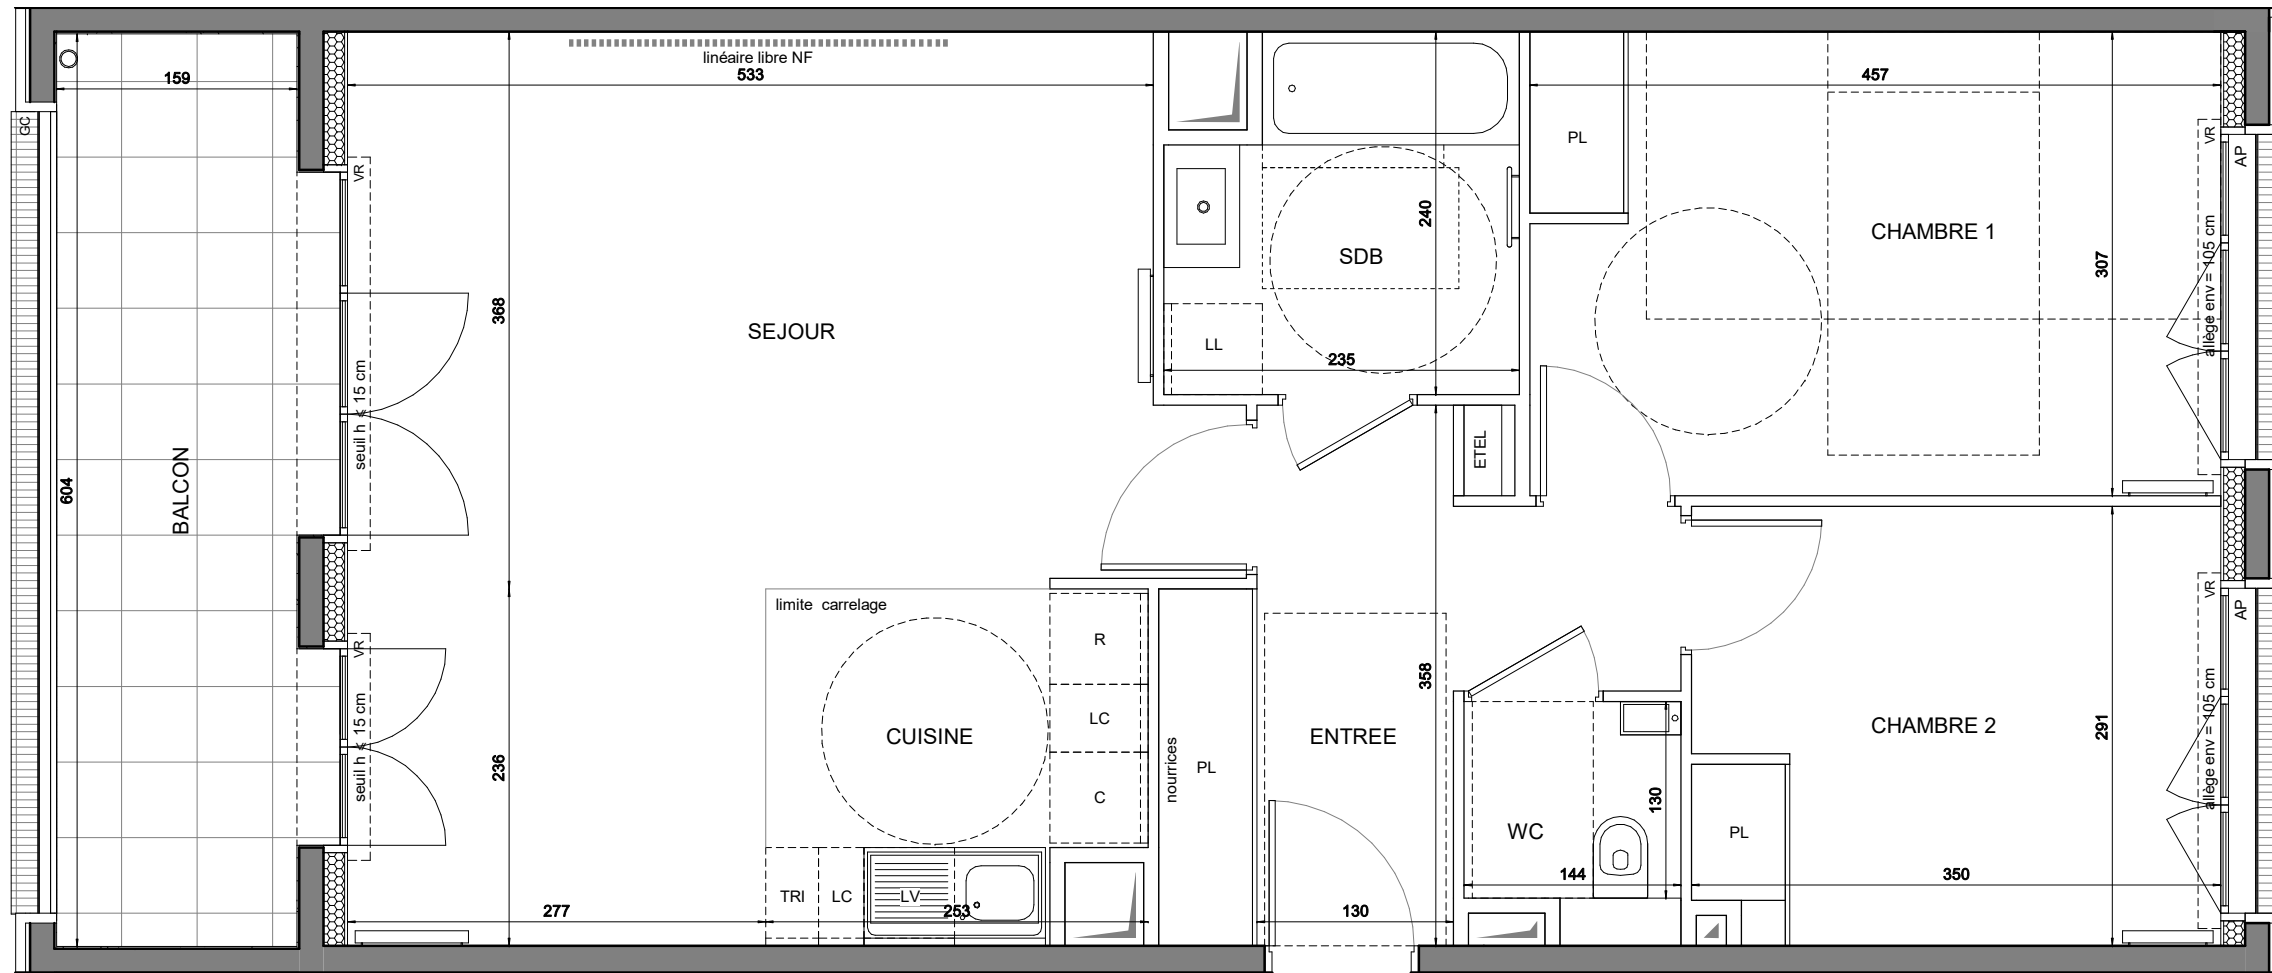 linéaire libre NF
533
159
457
GC
VR
PL
VR
AP
CHAMBRE 1
240
SDB
307
allège env = 105 cm
368
SEJOUR
LL
235
seuil h ≤ 15 cm
BALCON
604
ETEL
limite carrelage
VR
R
VR
AP
358
LC
CUISINE
ENTREE
CHAMBRE 2
291
allège env = 105 cm
seuil h ≤ 15 cm
236
nourrices
PL
C
130
WC
PL
144
350
TRI
LC
LV
277
253
130